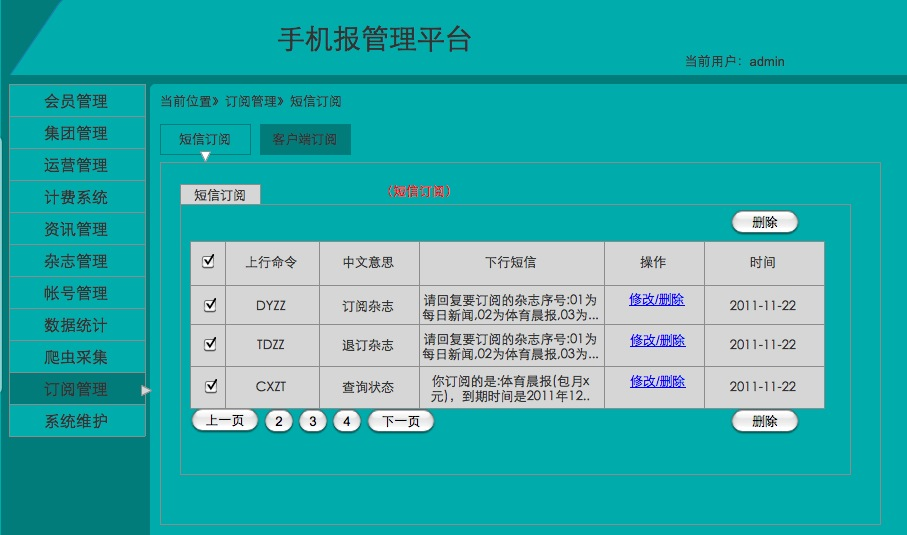 手机报管理平台
当前用户：admin
会员管理
集团管理
运营管理
计费系统
资讯管理
杂志管理
帐号管理
数据统计
爬虫采集
订阅管理
系统维护
当前位置》订阅管理》短信订阅
短信订阅
客户端订阅
短信订阅
（短信订阅）
删除
上行命令 中文意思 下行短信 操作 时间
DYZZ 订阅杂志 请回复要订阅的杂志序号:01为 修改/删除 2011-11-22
每日新闻,02为体育晨报,03为...
TDZZ 退订杂志 请回复要订阅的杂志序号:01为 修改/删除 2011-11-22
每日新闻,02为体育晨报,03为...
CXZT 查询状态 你订阅的是:体育晨报(包月x 修改/删除 2011-11-22
元)，到期时间是2011年12..
上一页 2 3 4 下一页 删除